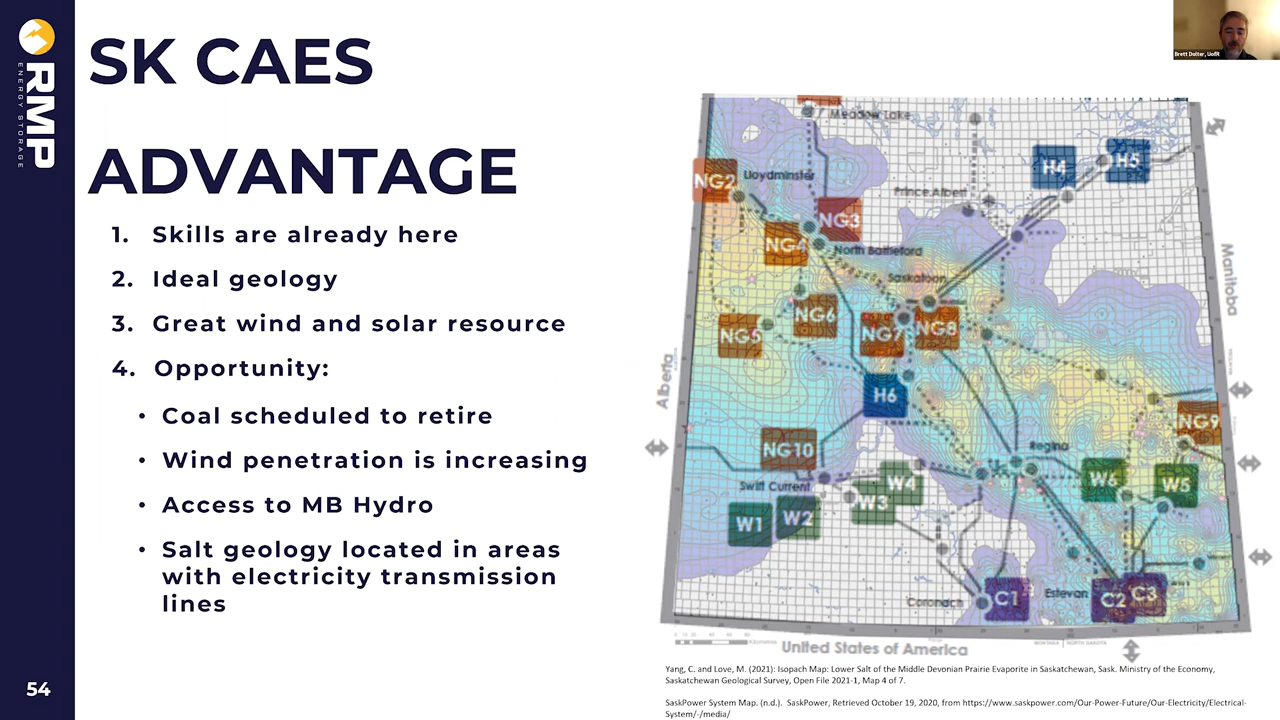 RMP
ENERGY STORAGE
SK CAES
ADVANTAGE
1. Skills are already here
2. Ideal geology
3. Great wind and solar resource
4. Opportunity:
• Coal scheduled to retire
• Wind penetration is increasing
• Access to MB Hydro
• Salt geology located in areas
with electricity transmission
lines
54
Brett Dolter, UofR
Meadow Lake
H4
H5
NG2
Lloydminster
Prince Albert
NG3
NG4
North Battleford
Saskatoon
Manitoba
NG6
NG5
NG7
NG8
Alberta
H6
NG9
NG10
Regina
Swift Current
W4
W3
W6
W5
W1
W2
Coronach
C1
Estevan
C2
C3
MONTANA
NORTH DAKOTA
United States of America
Yang, C. and Love, M. (2021): Isopach Map: Lower Salt of the Middle Devonian Prairie Evaporite in Saskatchewan, Sask. Ministry of the Economy,
Saskatchewan Geological Survey, Open File 2021-1, Map 4 of 7.
SaskPower System Map. (n.d.). SaskPower, Retrieved October 19, 2020, from https://www.saskpower.com/Our-Power-Future/Our-Electricity/Electrical-
System/-/media/